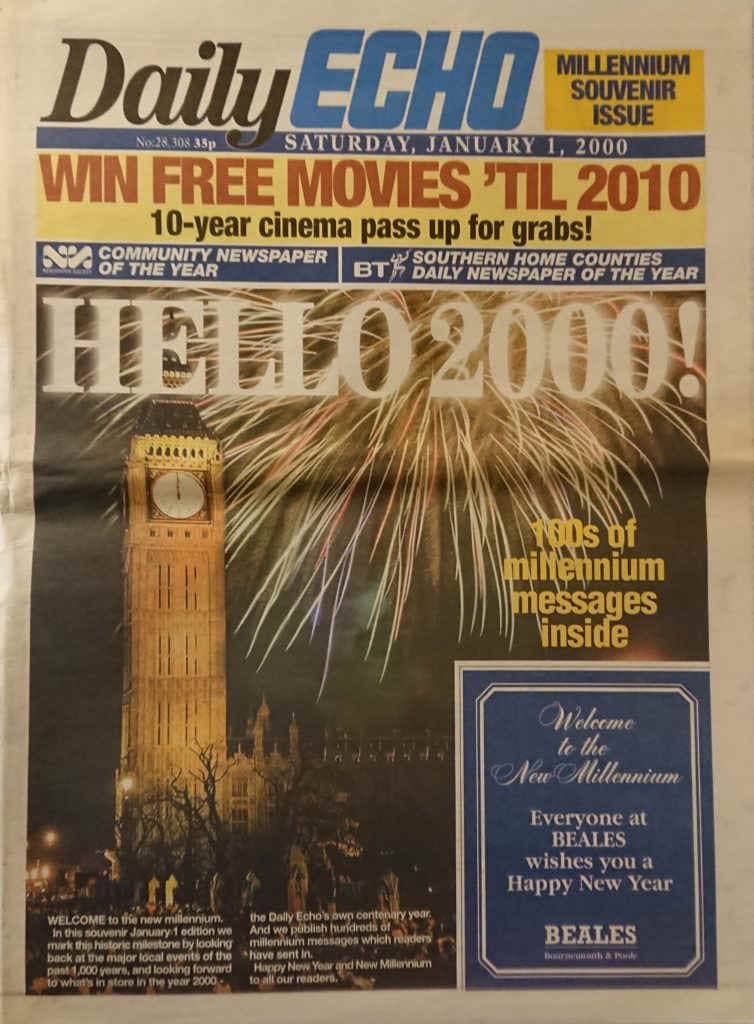 Daily ECHO
MILLENNIUM
SOUVENIR
ISSUE
No:28,308 35p
SATURDAY, JANUARY 1, 2000
WIN FREE MOVIES 'TIL 2010
10-year cinema pass up for grabs!
COMMUNITY NEWSPAPER
OF THE YEAR
BT
SOUTHERN HOME COUNTIES
DAILY NEWSPAPER OF THE YEAR
HELLO 2000!
100s of
millennium
messages
inside
WELCOME to the new millennium.
In this souvenir January 1 edition we
mark this historic milestone by looking
back at the major local events of the
past 1,000 years, and looking forward
to what's in store in the year 2000 -
the Daily Echo's own centenary year.
And we publish hundreds of
millennium messages which readers
have sent in.
Happy New Year and New Millennium
to all our readers.
Welcome
to the
New Millennium
Everyone at
BEALES
wishes you a
Happy New Year
BEALES
Bournemouth & Poole